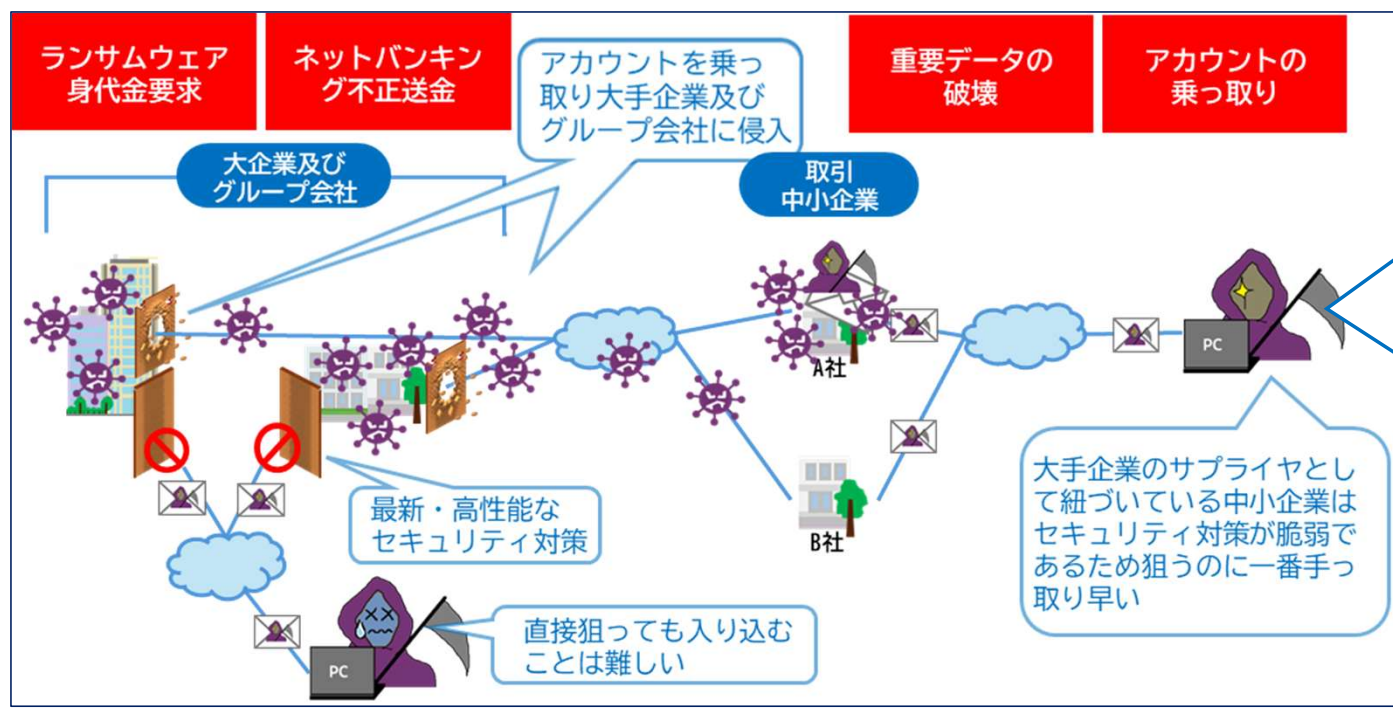 ランサムウェア
身代金要求
ネットバンキン
グ不正送金
アカウントを乗っ
取り大手企業及び
グループ会社に侵入
重要データの
破壊
アカウントの
乗っ取り
大企業及び
グループ会社
取引
中小企業
A社
PC
最新・高性能な
セキュリティ対策
B社
大手企業のサプライヤとし
て紐づいている中小企業は
セキュリティ対策が脆弱で
あるため狙うのに一番手っ
取り早い
直接狙っても入り込む
ことは難しい
PC